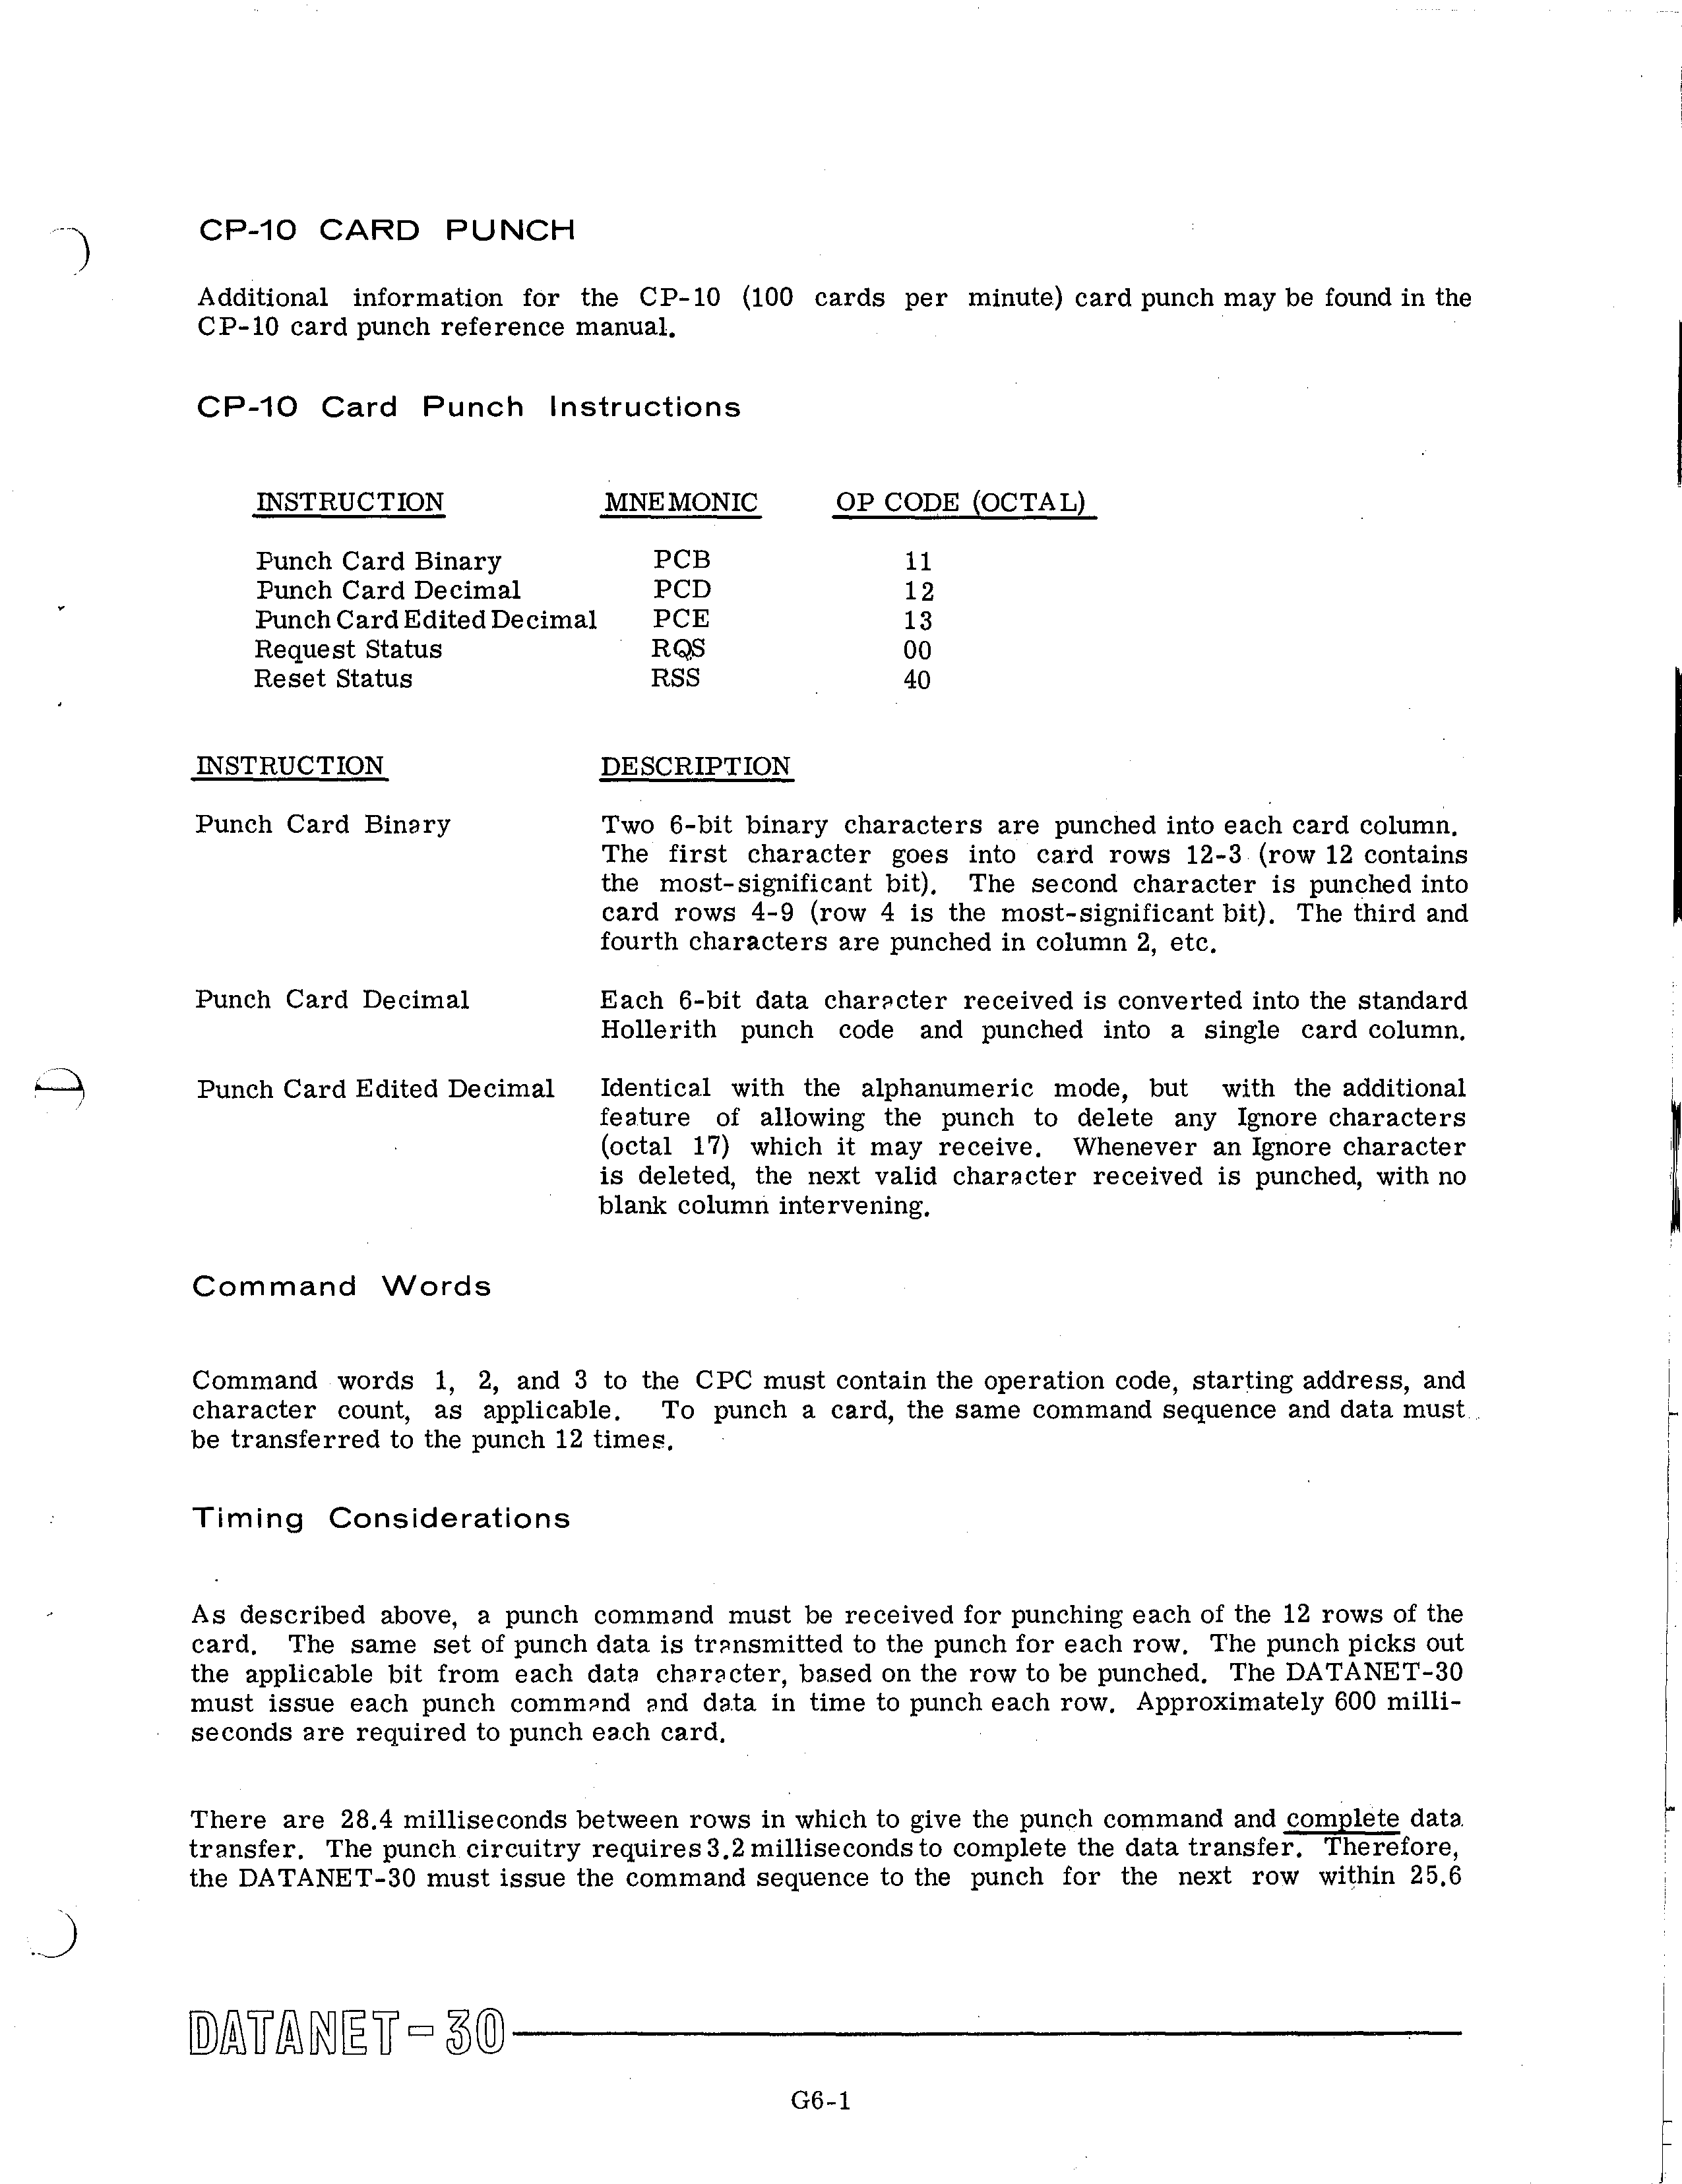 CP-10 CARD PUNCH
Additional information for the CP-10 (100 cards per minute) card punch may be found in the
CP-10 card punch reference manual.
CP-10 Card Punch Instructions
INSTRUCTION MNEMONIC OP CODE (OCTAL)
Punch Card Binary PCB 11
Punch Card Decimal PCD 12
Punch Card Edited Decimal PCE 13
Request Status RQS 00
Reset Status RSS 40
INSTRUCTION DESCRIPTION
Punch Card Binary Two 6-bit binary characters are punched into each card column.
The first character goes into card rows 12-3 (row 12 contains
the most-significant bit). The second character is punched into
card rows 4-9 (row 4 is the most-significant bit). The third and
fourth characters are punched in column 2, etc.
Punch Card Decimal Each 6-bit data character received is converted into the standard
Hollerith punch code and punched into a single card column.
Punch Card Edited Decimal Identical with the alphanumeric mode, but with the additional
feature of allowing the punch to delete any Ignore characters
(octal 17) which it may receive. Whenever an Ignore character
is deleted, the next valid character received is punched, with no
blank column intervening.
Command Words
Command words 1, 2, and 3 to the CPC must contain the operation code, starting address, and
character count, as applicable. To punch a card, the same command sequence and data must
be transferred to the punch 12 times.
Timing Considerations
As described above, a punch command must be received for punching each of the 12 rows of the
card. The same set of punch data is transmitted to the punch for each row. The punch picks out
the applicable bit from each data character, based on the row to be punched. The DATANET-30
must issue each punch command and data in time to punch each row. Approximately 600 milli-
seconds are required to punch each card.
There are 28.4 milliseconds between rows in which to give the punch command and complete data
transfer. The punch circuitry requires 3.2 milliseconds to complete the data transfer. Therefore,
the DATANET-30 must issue the command sequence to the punch for the next row within 25.6
DATANET-30
G6-1